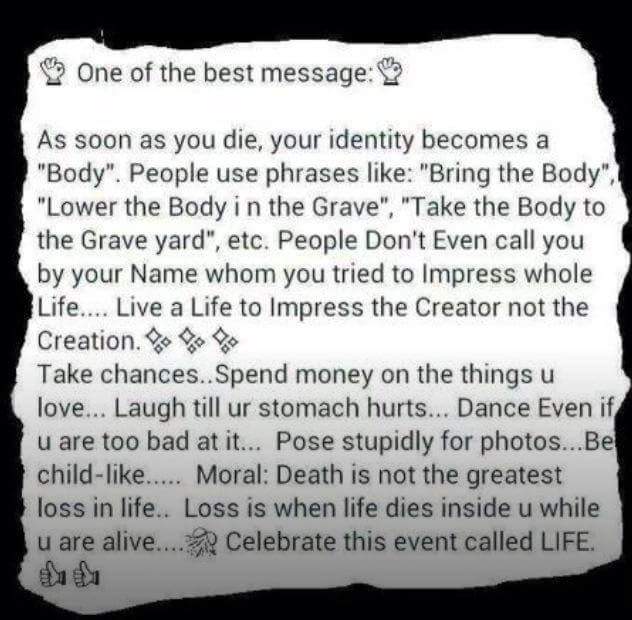 👌 One of the best message:👌
As soon as you die, your identity becomes a
"Body". People use phrases like: "Bring the Body",
"Lower the Body i n the Grave", "Take the Body to
the Grave yard", etc. People Don't Even call you
by your Name whom you tried to Impress whole
Life.... Live a Life to Impress the Creator not the
Creation.✨ ✨ ✨
Take chances..Spend money on the things u
love... Laugh till ur stomach hurts... Dance Even if
u are too bad at it... Pose stupidly for photos...Be
child-like..... Moral: Death is not the greatest
loss in life.. Loss is when life dies inside u while
u are alive....🎊 Celebrate this event called LIFE.
👍 👍